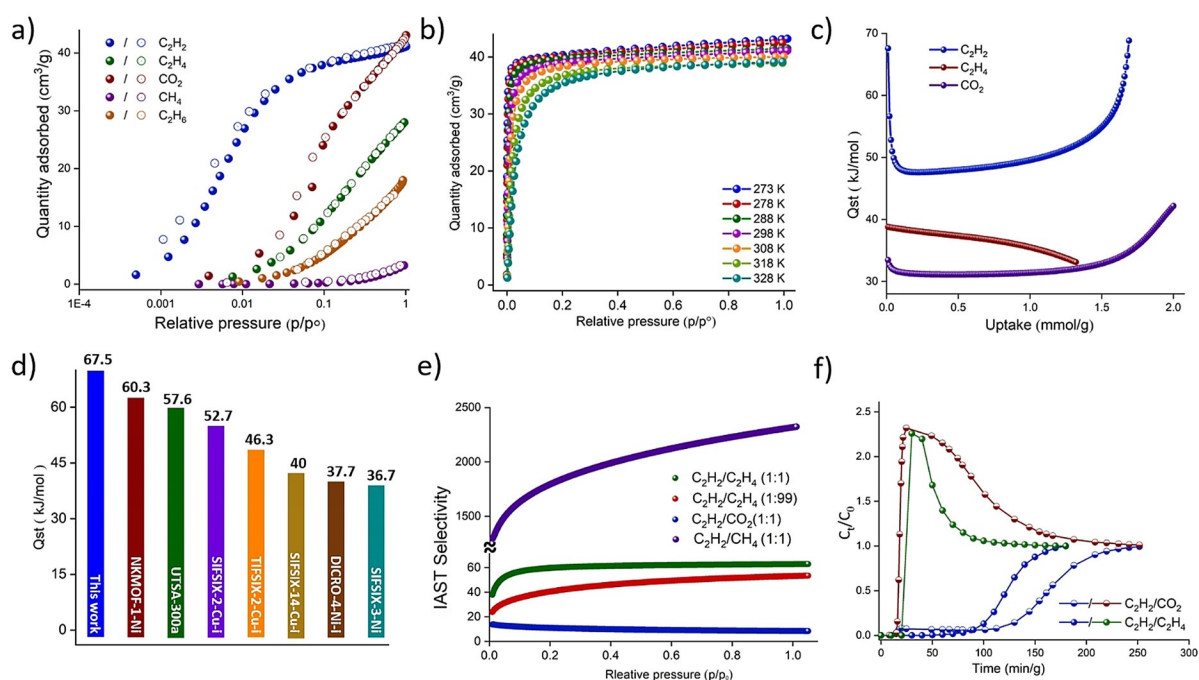 a)
Quantity adsorbed (cm³/g)
40
30
20
10
0
/ C₂H₂
/ C₂H₄
/ CO₂
/ CH₄
/ C₂H₆
1E-4
0.001
0.01
0.1
1
Relative pressure (p/p⁰)
b)
Quantity adsorbed (cm³/g)
50
40
30
20
10
0
273 K
278 K
288 K
298 K
308 K
318 K
328 K
0.0
0.2
0.4
0.6
0.8
1.0
Relative pressure (p/p°)
c)
Qst ( kJ/mol)
70
60
50
40
30
C₂H₂
C₂H₄
CO₂
0.0
0.5
1.0
1.5
2.0
Uptake (mmol/g)
d)
Qst ( kJ/mol)
60
45
30
15
0
67.5
60.3
57.6
52.7
46.3
40
37.7
36.7
This work
NKMOF-1-Ni
UTSA-300a
SIFSIX-2-Cu-i
TIFSIX-2-Cu-i
SIFSIX-14-Cu-i
DICRO-4-Ni-i
SIFSIX-3-Ni
e)
IAST Selectivity
2500
2000
1500
60
40
20
0
C₂H₂/C₂H₄ (1:1)
C₂H₂/C₂H₄ (1:99)
C₂H₂/CO₂(1:1)
C₂H₂/CH₄ (1:1)
0.0
0.2
0.4
0.6
0.8
1.0
Rleative pressure (p/p₀)
f)
Cₜ/C₀
2.5
2.0
1.5
1.0
0.5
0.0
/ C₂H₂/CO₂
/ C₂H₂/C₂H₄
0
50
100
150
200
250
300
Time (min/g)